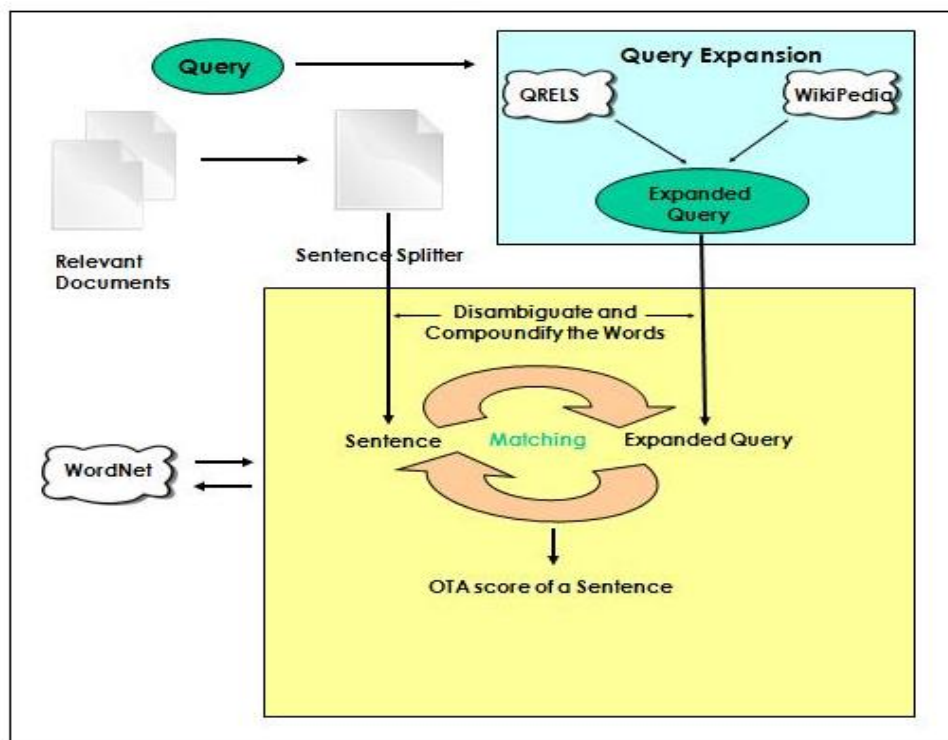 Query
Query Expansion
QRELS
WikiPedia
Expanded
Query
Relevant
Documents
Sentence Splitter
Disambiguate and
Compoundify the Words
Sentence
Matching
Expanded Query
WordNet
OTA score of a Sentence